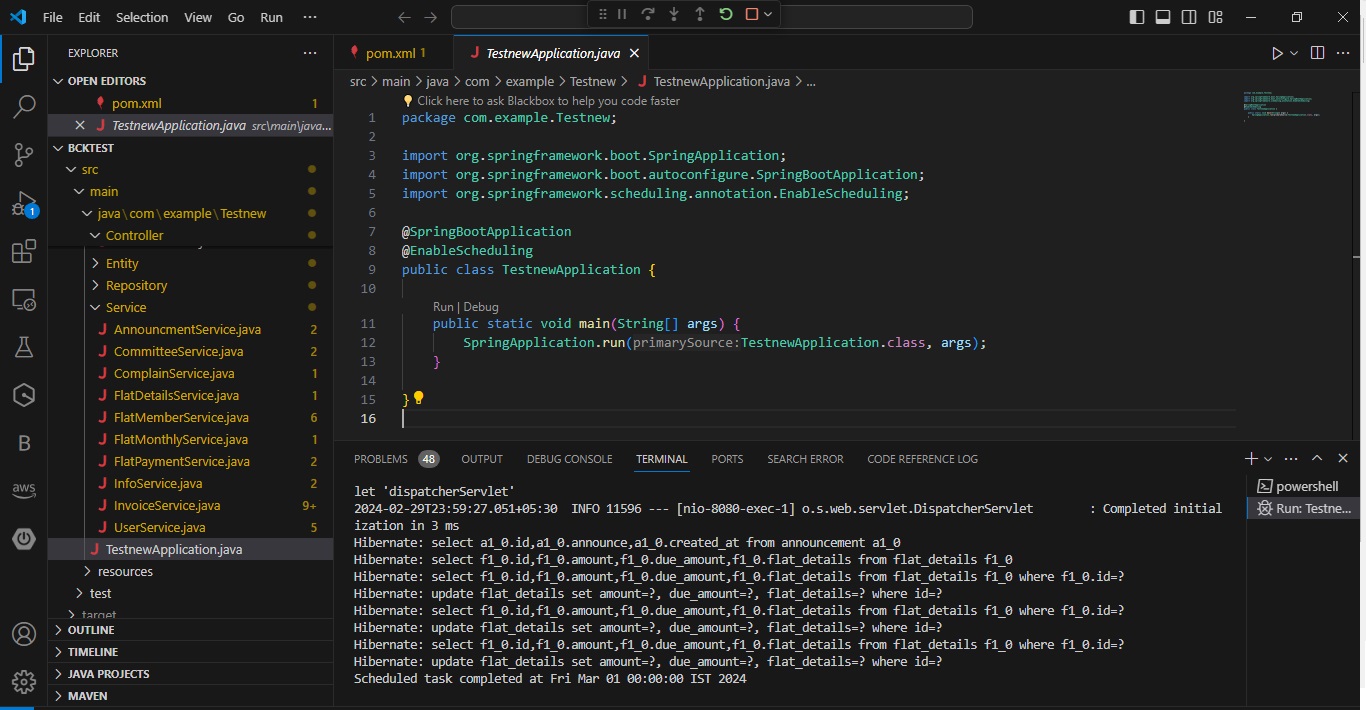 File Edit Selection View Go Run ···
EXPLORER ···
OPEN EDITORS
pom.xml 1
TestnewApplication.java src\main\java...
BCKTEST
src
main
java\com\example\Testnew
Controller
Entity
Repository
Service
AnnouncmentService.java 2
CommitteeService.java 2
ComplainService.java 1
FlatDetailsService.java 1
FlatMemberService.java 6
FlatMonthlyService.java 1
FlatPaymentService.java 2
InfoService.java 2
InvoiceService.java 9+
UserService.java 5
TestnewApplication.java
resources
test
target
OUTLINE
TIMELINE
JAVA PROJECTS
MAVEN
1
B
aws
pom.xml 1
TestnewApplication.java
src > main > java > com > example > Testnew > TestnewApplication.java > ...
Click here to ask Blackbox to help you code faster
1 package com.example.Testnew;
2
3 import org.springframework.boot.SpringApplication;
4 import org.springframework.boot.autoconfigure.SpringBootApplication;
5 import org.springframework.scheduling.annotation.EnableScheduling;
6
7 @SpringBootApplication
8 @EnableScheduling
9 public class TestnewApplication {
10
Run | Debug
11 public static void main(String[] args) {
12 SpringApplication.run(primarySource:TestnewApplication.class, args);
13 }
14
15 }
16
PROBLEMS 48 OUTPUT DEBUG CONSOLE TERMINAL PORTS SEARCH ERROR CODE REFERENCE LOG
let 'dispatcherServlet'
2024-02-29T23:59:27.051+05:30 INFO 11596 --- [nio-8080-exec-1] o.s.web.servlet.DispatcherServlet : Completed initial
ization in 3 ms
Hibernate: select a1_0.id,a1_0.announce,a1_0.created_at from announcement a1_0
Hibernate: select f1_0.id,f1_0.amount,f1_0.due_amount,f1_0.flat_details from flat_details f1_0
Hibernate: select f1_0.id,f1_0.amount,f1_0.due_amount,f1_0.flat_details from flat_details f1_0 where f1_0.id=?
Hibernate: update flat_details set amount=?, due_amount=?, flat_details=? where id=?
Hibernate: select f1_0.id,f1_0.amount,f1_0.due_amount,f1_0.flat_details from flat_details f1_0 where f1_0.id=?
Hibernate: update flat_details set amount=?, due_amount=?, flat_details=? where id=?
Hibernate: select f1_0.id,f1_0.amount,f1_0.due_amount,f1_0.flat_details from flat_details f1_0 where f1_0.id=?
Hibernate: update flat_details set amount=?, due_amount=?, flat_details=? where id=?
Scheduled task completed at Fri Mar 01 00:00:00 IST 2024
powershell
Run: Testne...